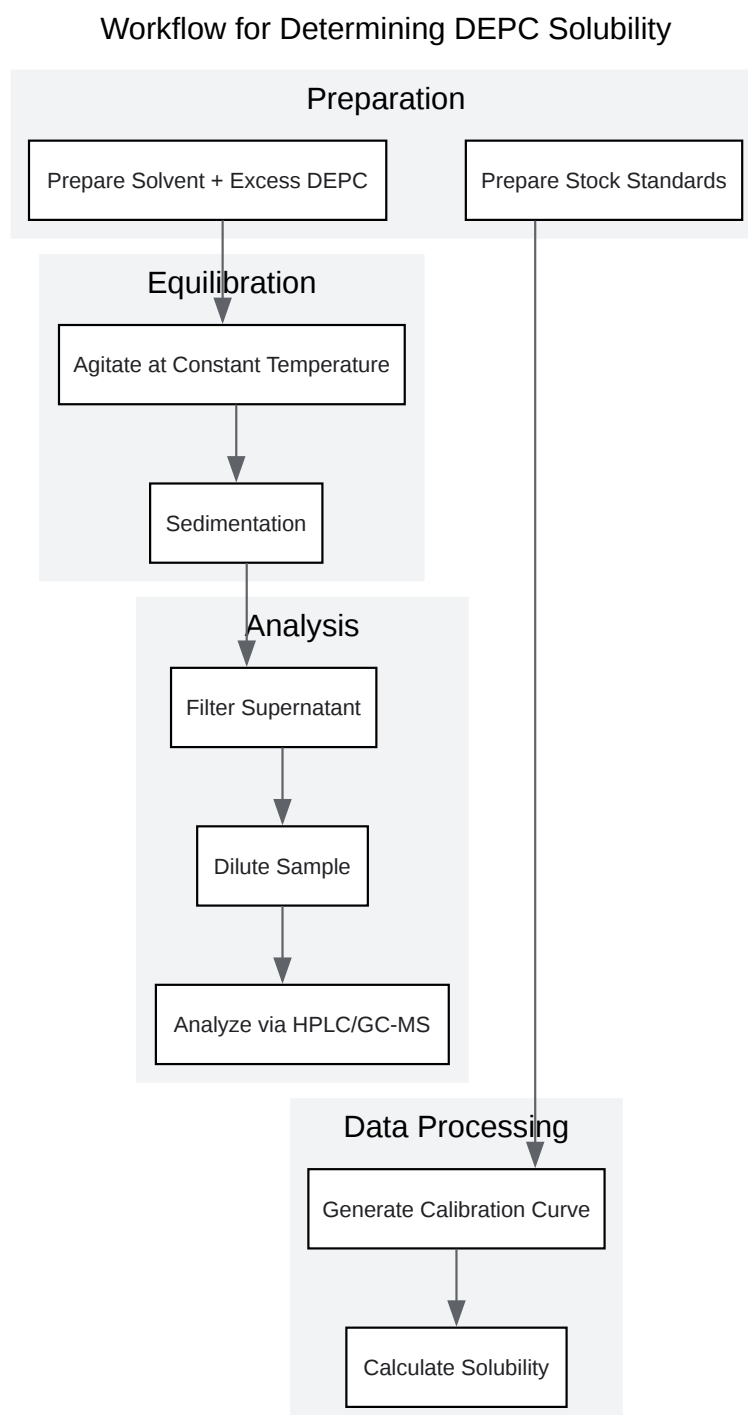 Workflow for Determining DEPC Solubility
Preparation
Prepare Solvent + Excess DEPC
Prepare Stock Standards
Equilibration
Agitate at Constant Temperature
Sedimentation
Analysis
Filter Supernatant
Dilute Sample
Analyze via HPLC/GC-MS
Data Processing
Generate Calibration Curve
Calculate Solubility